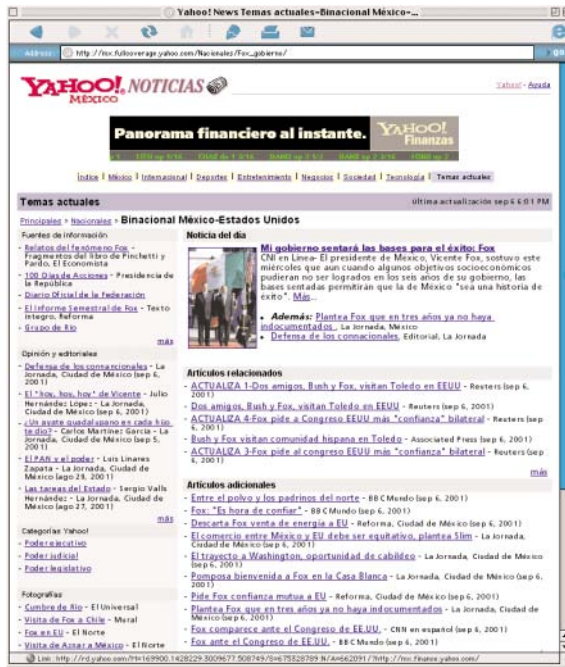 Yahoo! News Temas actuales-Binacional México-...
Address: http://mx.fullcoverage.yahoo.com/Nacionales/Fox_gobierno/
YAHOO! NOTICIAS
MÉXICO
Yahoo! - Ayuda
Panorama financiero al instante. YAHOO! Finanzas
Índice | México | Internacional | Deportes | Entretenimiento | Negocios | Sociedad | Tecnología | Temas actuales
Temas actuales
Última actualización sep 6 6:01 PM
Principales > Nacionales > Binacional México-Estados Unidos
Fuentes de información
- Relatos del fenómeno Fox -
Fragmentos del libro de Pinchetti y
Pardo, El Economista
- 100 Días de Acciones - Presidencia de
la República
- Diario Oficial de la Federación
- El Informe Semestral de Fox - Texto
íntegro, Reforma
- Grupo de Río
más
Opinión y editoriales
- Defensa de los connacionales - La
Jornada, Ciudad de México (sep 6,
2001)
- El "hoy, hoy, hoy" de Vicente - Julio
Hernández López - La Jornada,
Ciudad de México (sep 6, 2001)
- ¿Un ayate guadalupano en cada hijo
te dio? - Carlos Martínez García - La
Jornada, Ciudad de México (sep 5,
2001)
- El PAN y el poder - Luis Linares
Zapata - La Jornada, Ciudad de
México (ago 29, 2001)
- Las tareas del Estado - Sergio Valls
Hernández - La Jornada, Ciudad de
México (ago 27, 2001)
más
Categorías Yahoo!
- Poder ejecutivo
- Poder judicial
- Poder legislativo
Fotografías
- Cumbre de Río - El Universal
- Visita de Fox a Chile - Mural
- Fox en EU - El Norte
- Visita de Aznar a México - El Norte
Noticia del día
Mi gobierno sentará las bases para el éxito: Fox
CNI en Línea- El presidente de México, Vicente Fox, sostuvo este
miércoles que aun cuando algunos objetivos socioeconómicos
pudieran no ser logrados en los seis años de su gobierno, las
bases sentadas permitirán que la de México "sea una historia de
éxito". Más...
• Además: Plantea Fox que en tres años ya no haya
indocumentados, La Jornada, México
• Defensa de los connacionales, Editorial, La Jornada
Artículos relacionados
- ACTUALIZA 1-Dos amigos, Bush y Fox, visitan Toledo en EEUU - Reuters (sep 6,
2001)
- Dos amigos, Bush y Fox, visitan Toledo en EEUU - Reuters (sep 6, 2001)
- ACTUALIZA 4-Fox pide a Congreso EEUU más "confianza" bilateral - Reuters (sep
6, 2001)
- Bush y Fox visitan comunidad hispana en Toledo - Associated Press (sep 6, 2001)
- ACTUALIZA 3-Fox pide al Congreso EEUU más "confianza" bilateral - Reuters (sep
6, 2001)
más
Artículos adicionales
- Entre el polvo y los padrinos del norte - BBC Mundo (sep 6, 2001)
- Fox: "Es hora de confiar" - BBC Mundo (sep 6, 2001)
- Descarta Fox venta de energía a EU - Reforma, Ciudad de México (sep 6, 2001)
- El comercio entre México y EU debe ser equitativo, plantea Slim - La Jornada,
Ciudad de México (sep 6, 2001)
- El trayecto a Washington, oportunidad de cabildeo - La Jornada, Ciudad de México
(sep 6, 2001)
- Pomposa bienvenida a Fox en la Casa Blanca - La Jornada, Ciudad de México (sep 6,
2001)
- Pide Fox confianza mutua a EU - Reforma, Ciudad de México (sep 6, 2001)
- Plantea Fox que en tres años ya no haya indocumentados - La Jornada, Ciudad de
México (sep 6, 2001)
- Fox comparece ante el Congreso de EE.UU. - CNN en español (sep 6, 2001)
- Fox ante el Congreso de EE.UU. - BBC Mundo (sep 6, 2001)